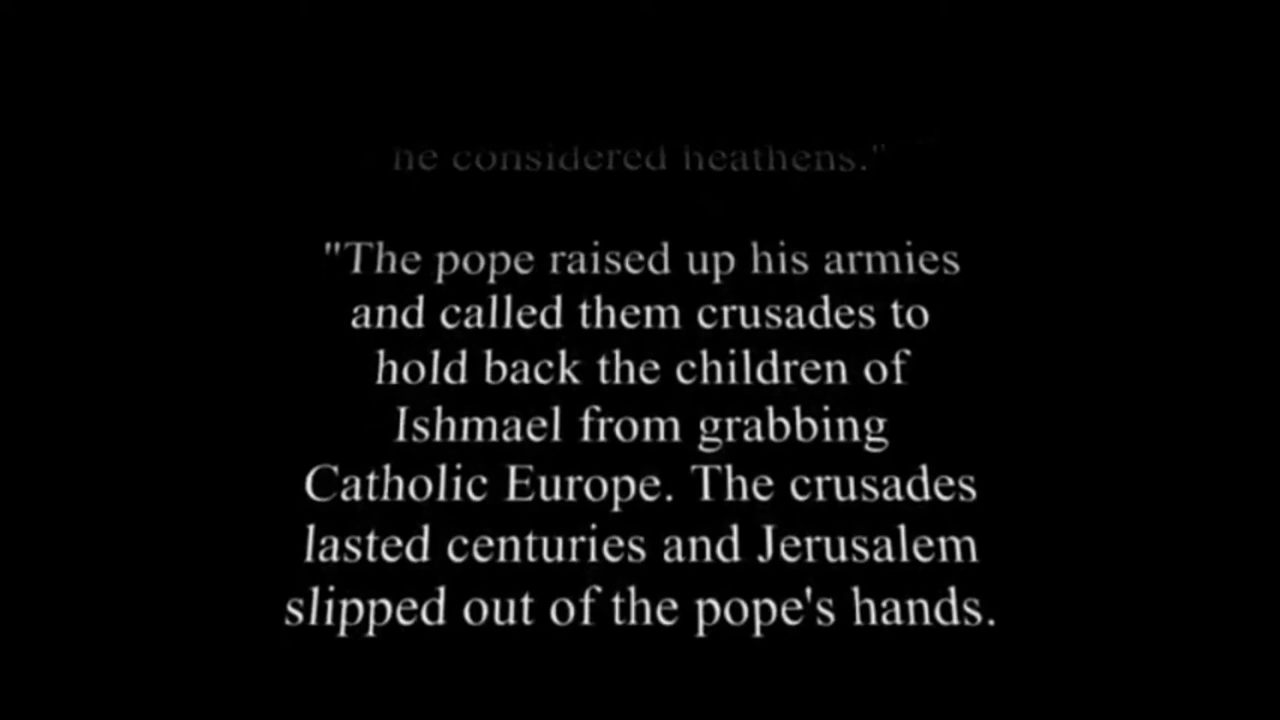 he considered heathens."
"The pope raised up his armies
and called them crusades to
hold back the children of
Ishmael from grabbing
Catholic Europe. The crusades
lasted centuries and Jerusalem
slipped out of the pope's hands.